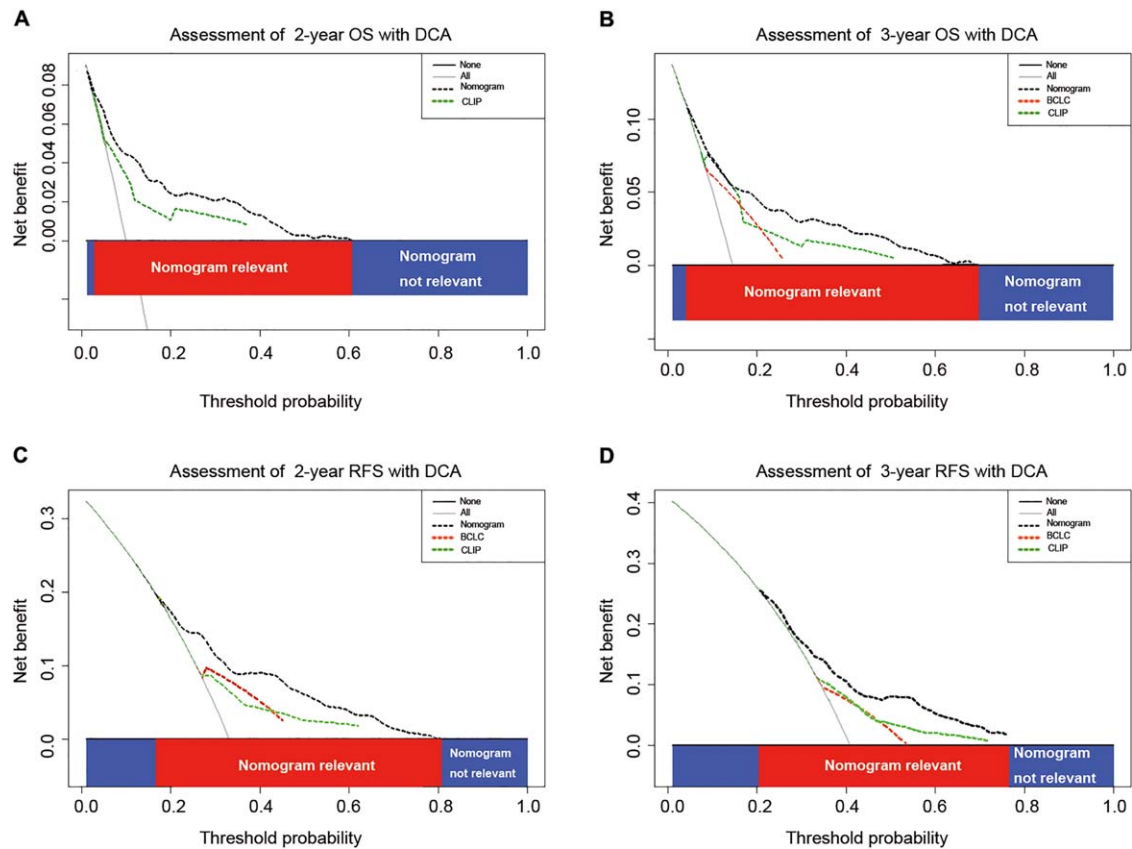 A
Assessment of 2-year OS with DCA
None
All
Nomogram
CLIP
Net benefit
0.00 0.02 0.04 0.06 0.08
Nomogram relevant
Nomogram
not relevant
0.0 0.2 0.4 0.6 0.8 1.0
Threshold probability
B
Assessment of 3-year OS with DCA
None
All
Nomogram
BCLC
CLIP
Net benefit
0.0 0.05 0.10
Nomogram relevant
Nomogram
not relevant
0.0 0.2 0.4 0.6 0.8 1.0
Threshold probability
C
Assessment of 2-year RFS with DCA
None
All
Nomogram
BCLC
CLIP
Net benefit
0.0 0.1 0.2 0.3
Nomogram relevant
Nomogram
not relevant
0.0 0.2 0.4 0.6 0.8 1.0
Threshold probability
D
Assessment of 3-year RFS with DCA
None
All
Nomogram
BCLC
CLIP
Net benefit
0.0 0.1 0.2 0.3 0.4
Nomogram relevant
Nomogram
not relevant
0.0 0.2 0.4 0.6 0.8 1.0
Threshold probability